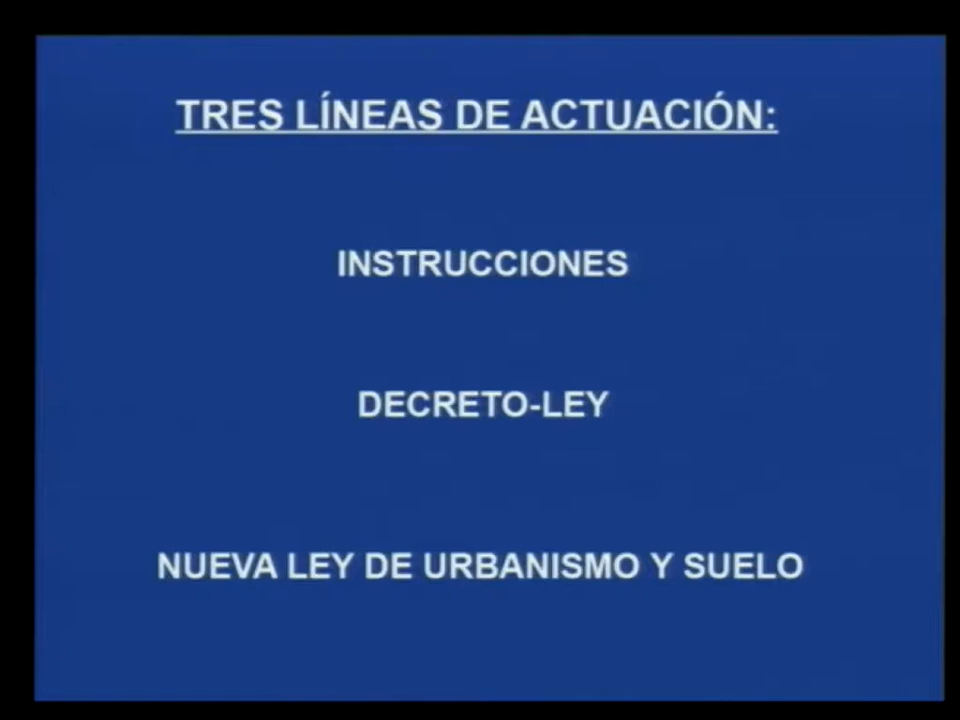 TRES LÍNEAS DE ACTUACIÓN:
INSTRUCCIONES
DECRETO-LEY
NUEVA LEY DE URBANISMO Y SUELO